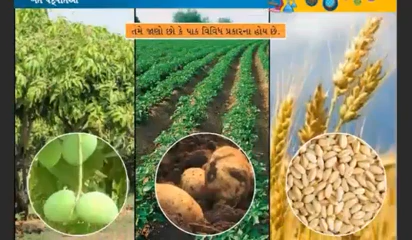 તમે જાણો છો કે પાક વિવિધ પ્રકારના હોય છે.